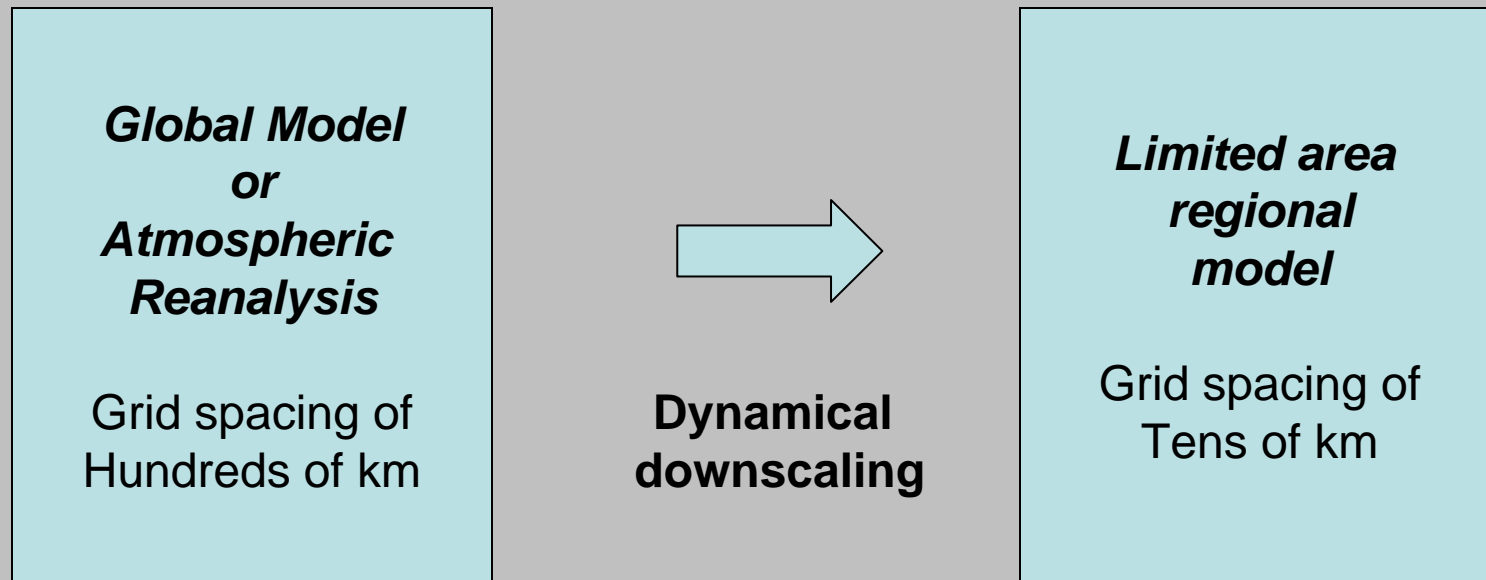 Global Model
or
Atmospheric
Reanalysis
Grid spacing of
Hundreds of km
Dynamical
downscaling
Limited area
regional
model
Grid spacing of
Tens of km